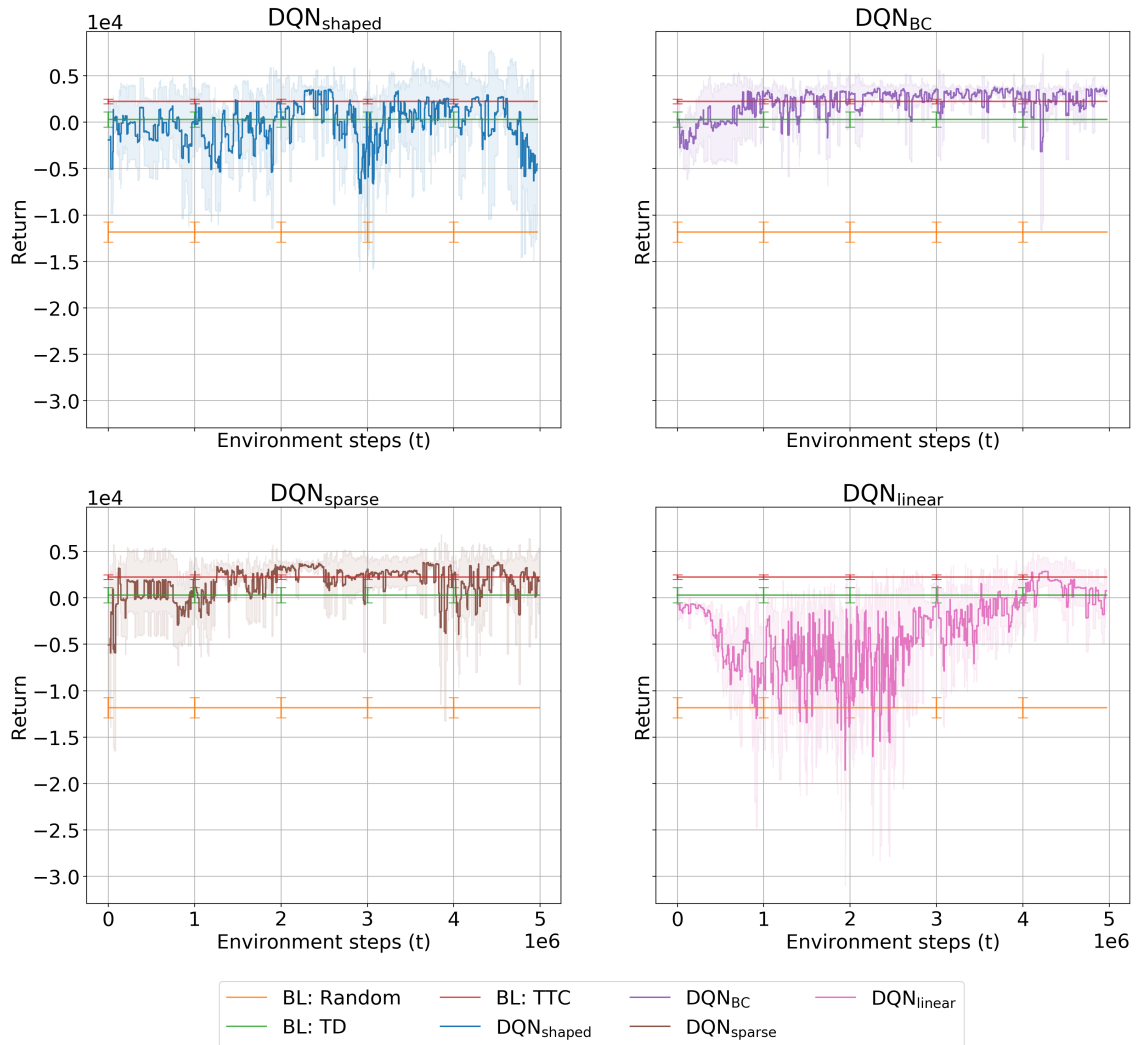 DQN_shaped
DQN_BC
1e4
0.5
0.0
−0.5
−1.0
−1.5
−2.0
−2.5
−3.0
Return
Return
Environment steps (t)
Environment steps (t)
DQN_sparse
DQN_linear
1e4
0.5
0.0
−0.5
−1.0
−1.5
−2.0
−2.5
−3.0
Return
Return
0 1 2 3 4 5
0 1 2 3 4 5
Environment steps (t)
1e6
Environment steps (t)
1e6
BL: Random BL: TTC DQN_BC DQN_linear
BL: TD DQN_shaped DQN_sparse